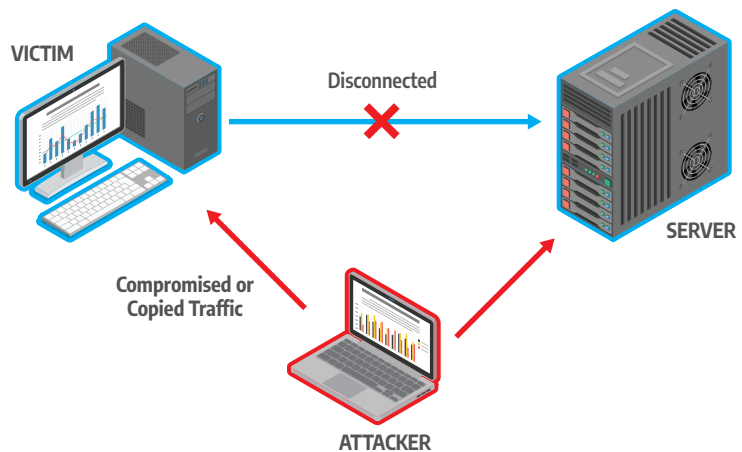 VICTIM
Disconnected
SERVER
Compromised or
Copied Traffic
ATTACKER